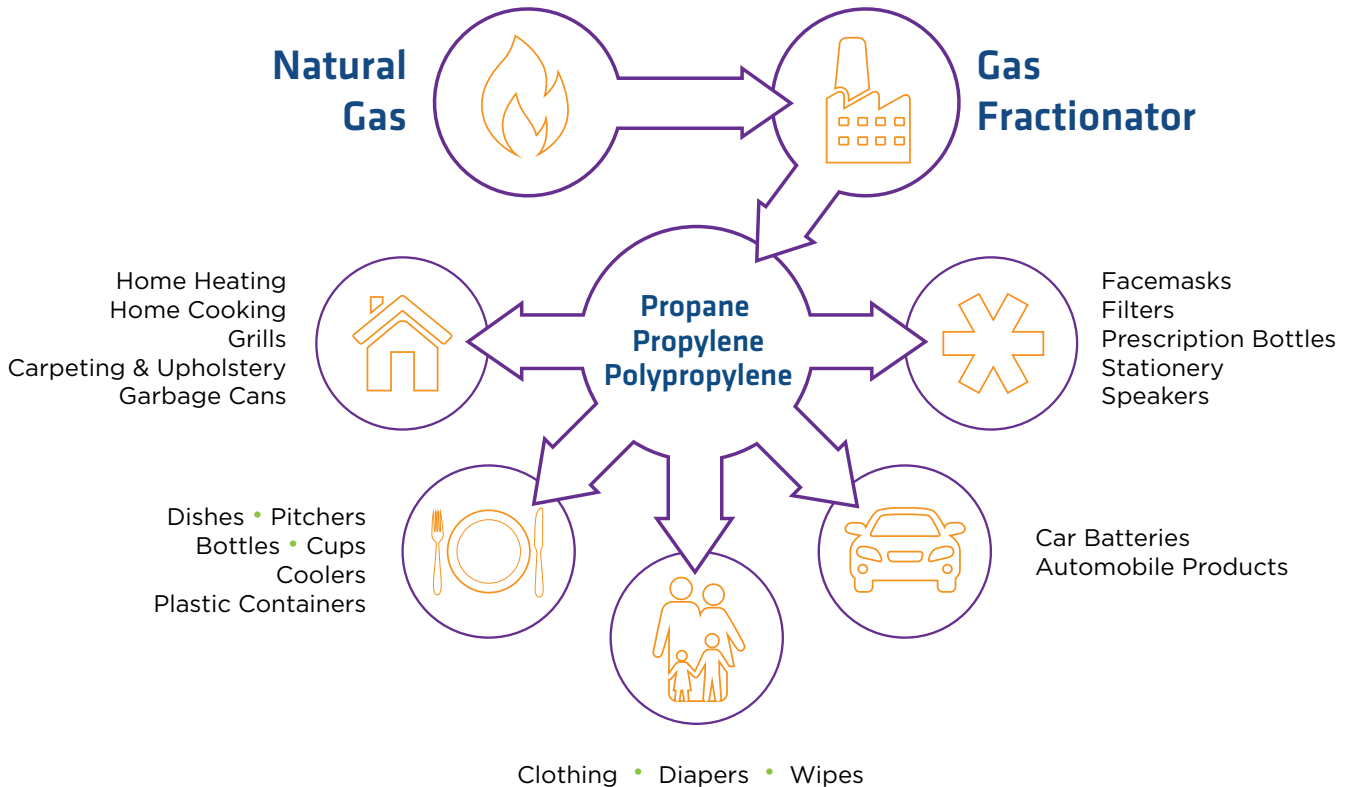 Natural
Gas
Gas
Fractionator
Propane
Propylene
Polypropylene
Home Heating
Home Cooking
Grills
Carpeting & Upholstery
Garbage Cans
Facemasks
Filters
Prescription Bottles
Stationery
Speakers
Dishes • Pitchers
Bottles • Cups
Coolers
Plastic Containers
Car Batteries
Automobile Products
Clothing • Diapers • Wipes